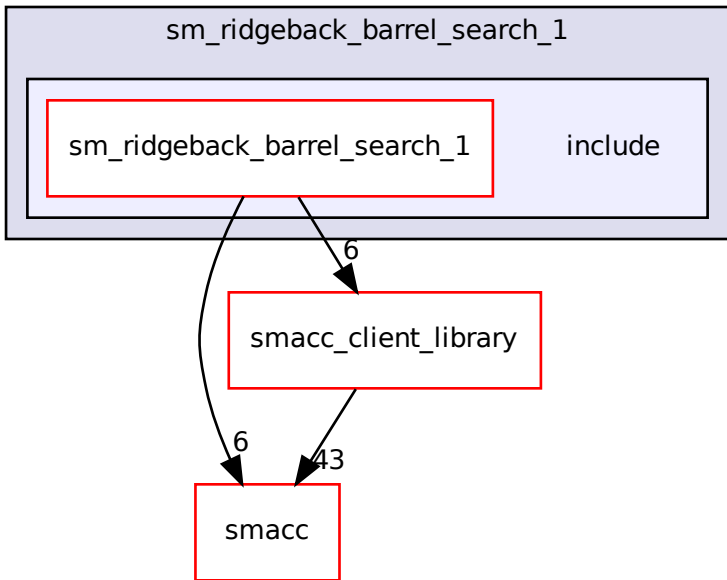 sm_ridgeback_barrel_search_1
sm_ridgeback_barrel_search_1
include
6
smacc_client_library
6
43
smacc